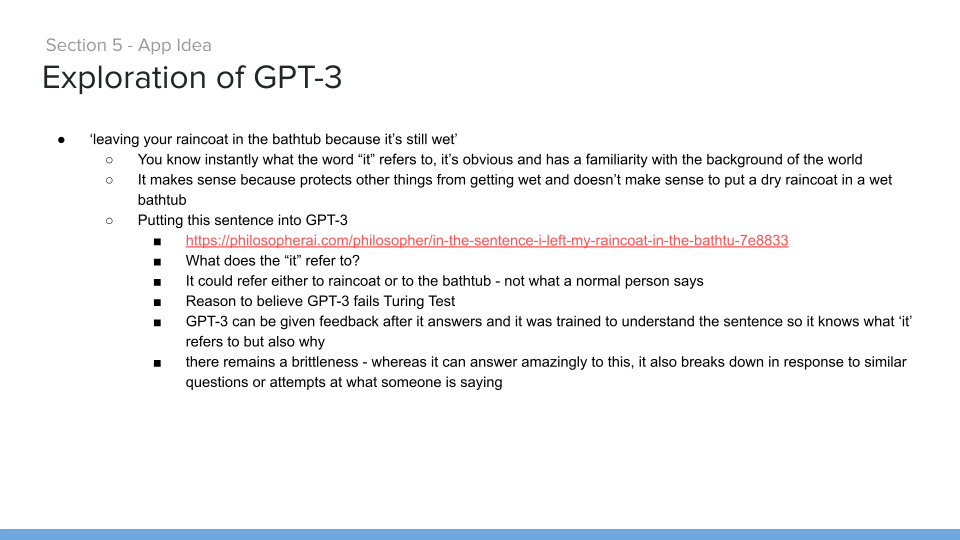 Section 5 - App Idea
Exploration of GPT-3
● ‘leaving your raincoat in the bathtub because it’s still wet’
○ You know instantly what the word “it” refers to, it’s obvious and has a familiarity with the background of the world
○ It makes sense because protects other things from getting wet and doesn’t make sense to put a dry raincoat in a wet
bathtub
○ Putting this sentence into GPT-3
■ https://philosopherai.com/philosopher/in-the-sentence-i-left-my-raincoat-in-the-bathtu-7e8833
■ What does the “it” refer to?
■ It could refer either to raincoat or to the bathtub - not what a normal person says
■ Reason to believe GPT-3 fails Turing Test
■ GPT-3 can be given feedback after it answers and it was trained to understand the sentence so it knows what ‘it’
refers to but also why
■ there remains a brittleness - whereas it can answer amazingly to this, it also breaks down in response to similar
questions or attempts at what someone is saying